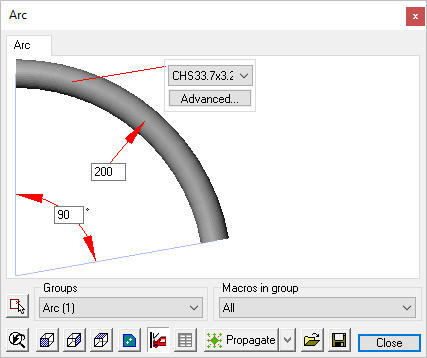 Arc
x
Arc
CHS33.7x3.2
Advanced...
200
90 °
Groups
Macros in group
Arc (1)
All
Propagate
Close